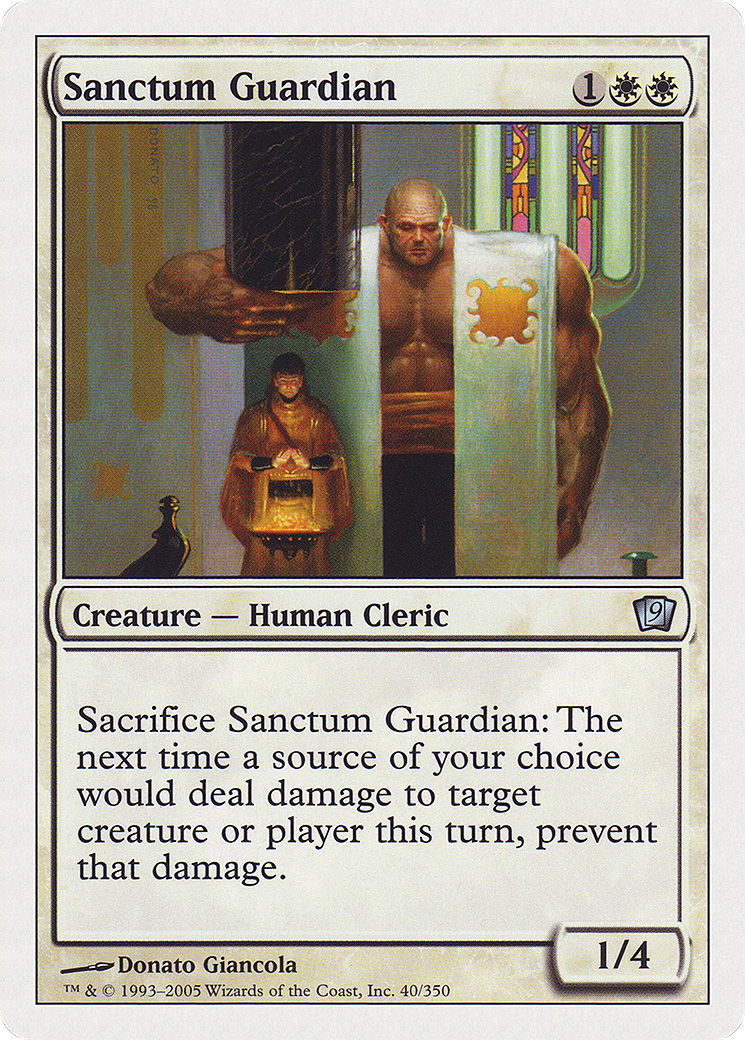 Sanctum Guardian 1
DONATO 98
Creature — Human Cleric 9
Sacrifice Sanctum Guardian: The
next time a source of your choice
would deal damage to target
creature or player this turn, prevent
that damage.
1/4
Donato Giancola
™ & © 1993–2005 Wizards of the Coast, Inc. 40/350